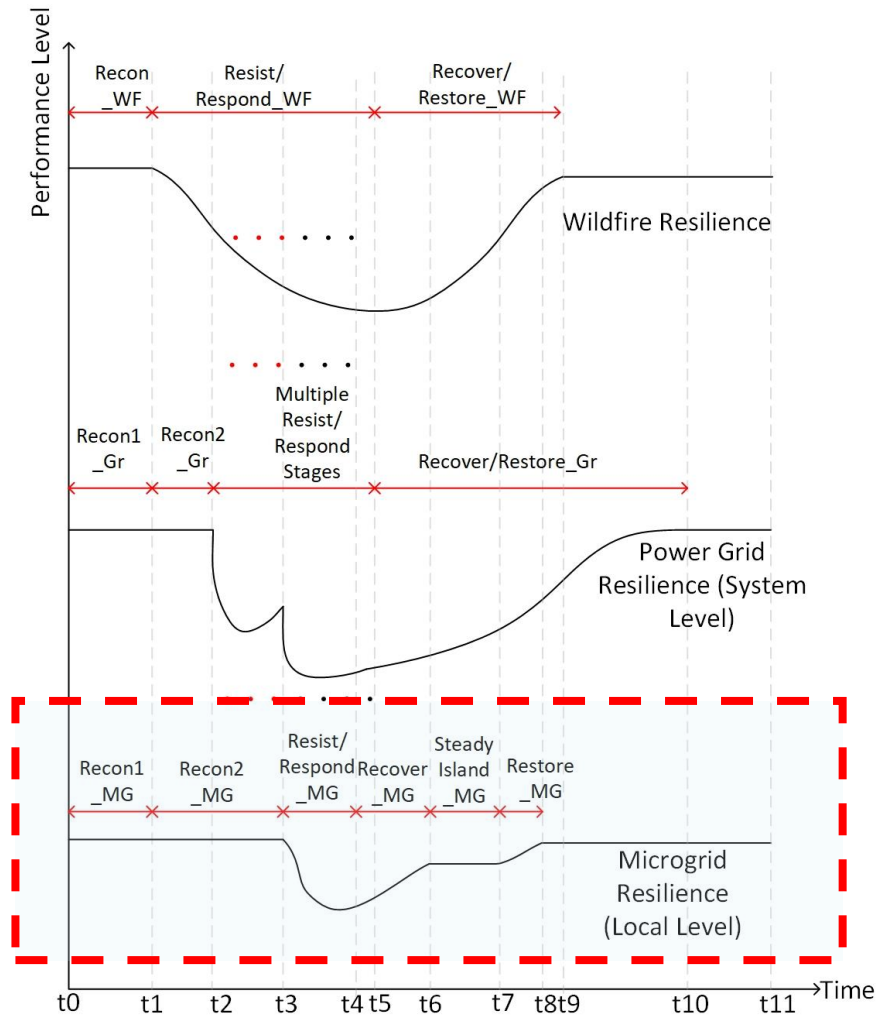 Performance Level
Recon
_WF
Resist/
Respond_WF
Recover/
Restore_WF
Wildfire Resilience
Recon1
_Gr
Recon2
_Gr
Multiple
Resist/
Respond
Stages
Recover/Restore_Gr
Power Grid
Resilience (System
Level)
Recon1
_MG
Recon2
_MG
Resist/
Respond
_MG
Recover
_MG
Steady
Island
_MG
Restore
_MG
Microgrid
Resilience
(Local Level)
t0 t1 t2 t3 t4 t5 t6 t7 t8 t9 t10 t11
Time